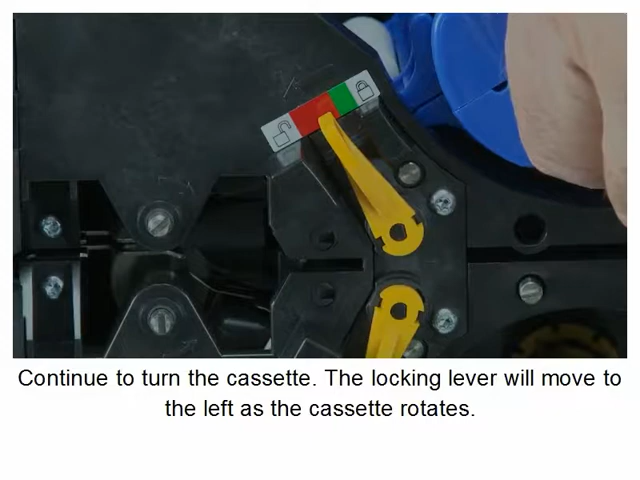 Continue to turn the cassette. The locking lever will move to
the left as the cassette rotates.